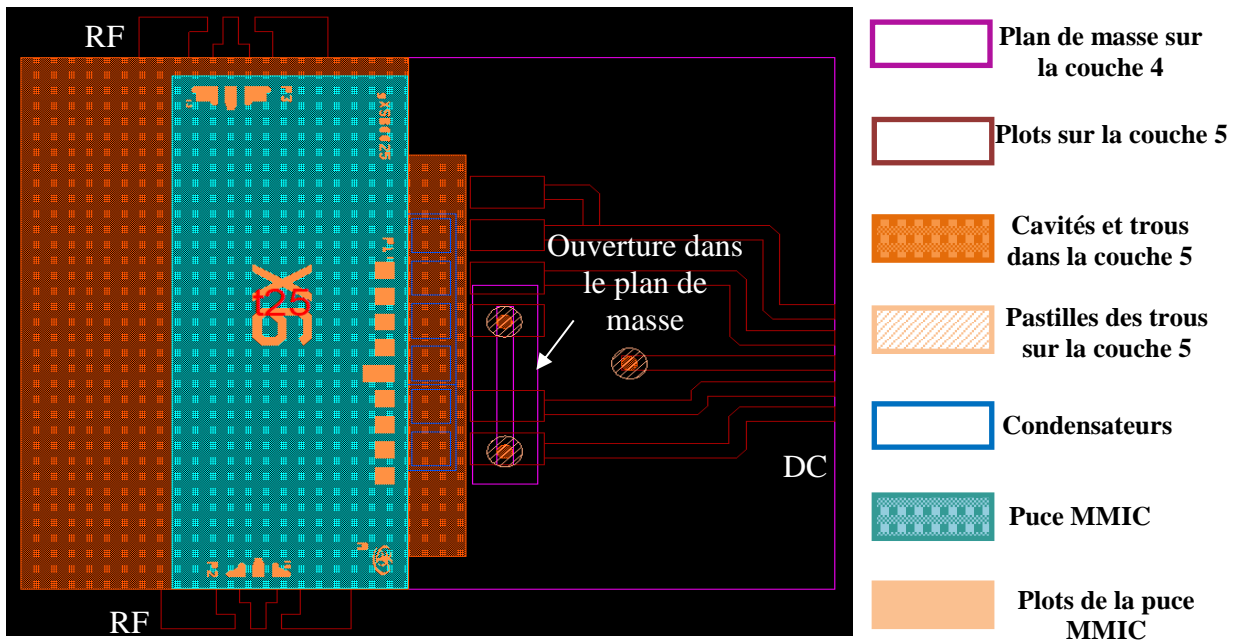 RF
Plan de masse sur
la couche 4
Plots sur la couche 5
Cavités et trous
dans la couche 5
Ouverture dans
le plan de
masse
t25
Pastilles des trous
sur la couche 5
Condensateurs
DC
Puce MMIC
RF
Plots de la puce
MMIC